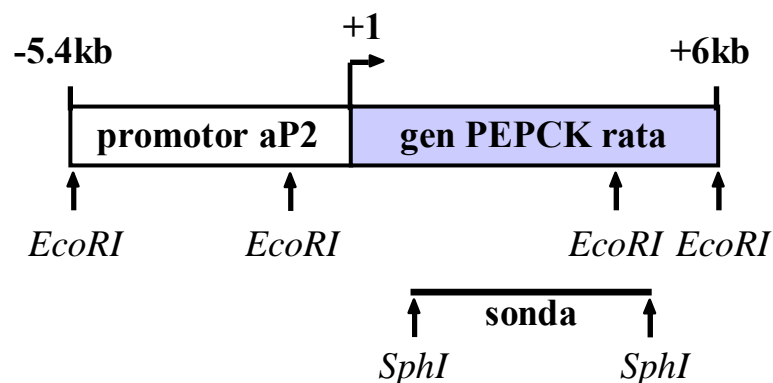 +1
-5.4kb
+6kb
promotor aP2
gen PEPCK rata
EcoRI
EcoRI
EcoRI
EcoRI
sonda
SphI
SphI